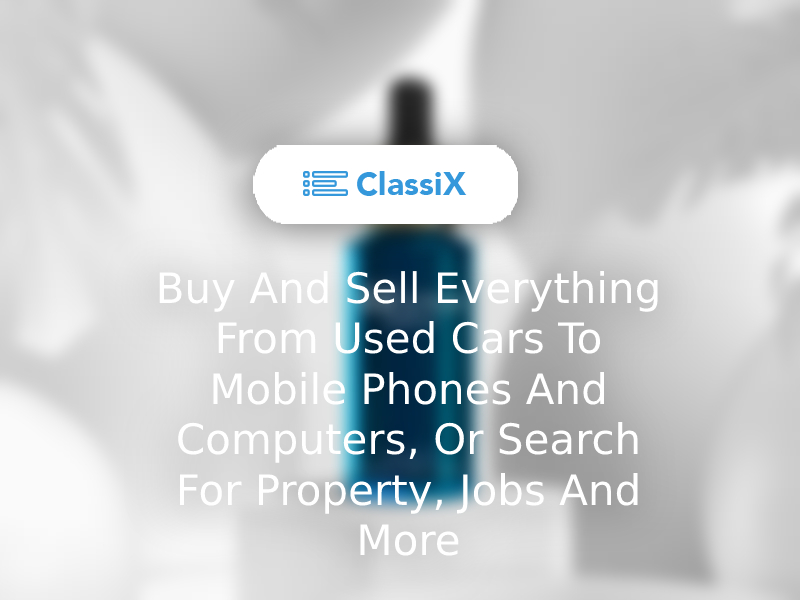 ClassiX
Buy And Sell Everything
From Used Cars To
Mobile Phones And
Computers, Or Search
For Property, Jobs And
More